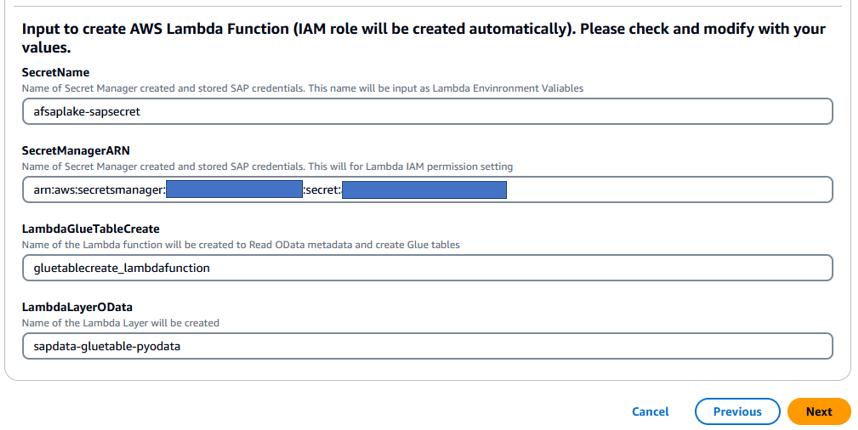 Input to create AWS Lambda Function (IAM role will be created automatically). Please check and modify with your
values.
SecretName
Name of Secret Manager created and stored SAP credentials. This name will be input as Lambda Envinronment Valiables
afsaplake-sapsecret
SecretManagerARN
Name of Secret Manager created and stored SAP credentials. This will for Lambda IAM permission setting
arn:aws:secretsmanager: :secret:
LambdaGlueTableCreate
Name of the Lambda function will be created to Read OData metadata and create Glue tables
gluetablecreate_lambdafunction
LambdaLayerOData
Name of the Lambda Layer will be created
sapdata-gluetable-pyodata
Cancel Previous Next